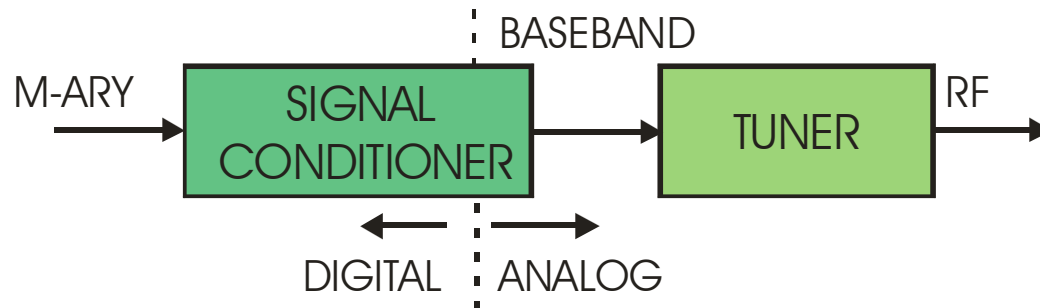 BASEBAND
M-ARY
SIGNAL
CONDITIONER
TUNER
RF
DIGITAL
ANALOG